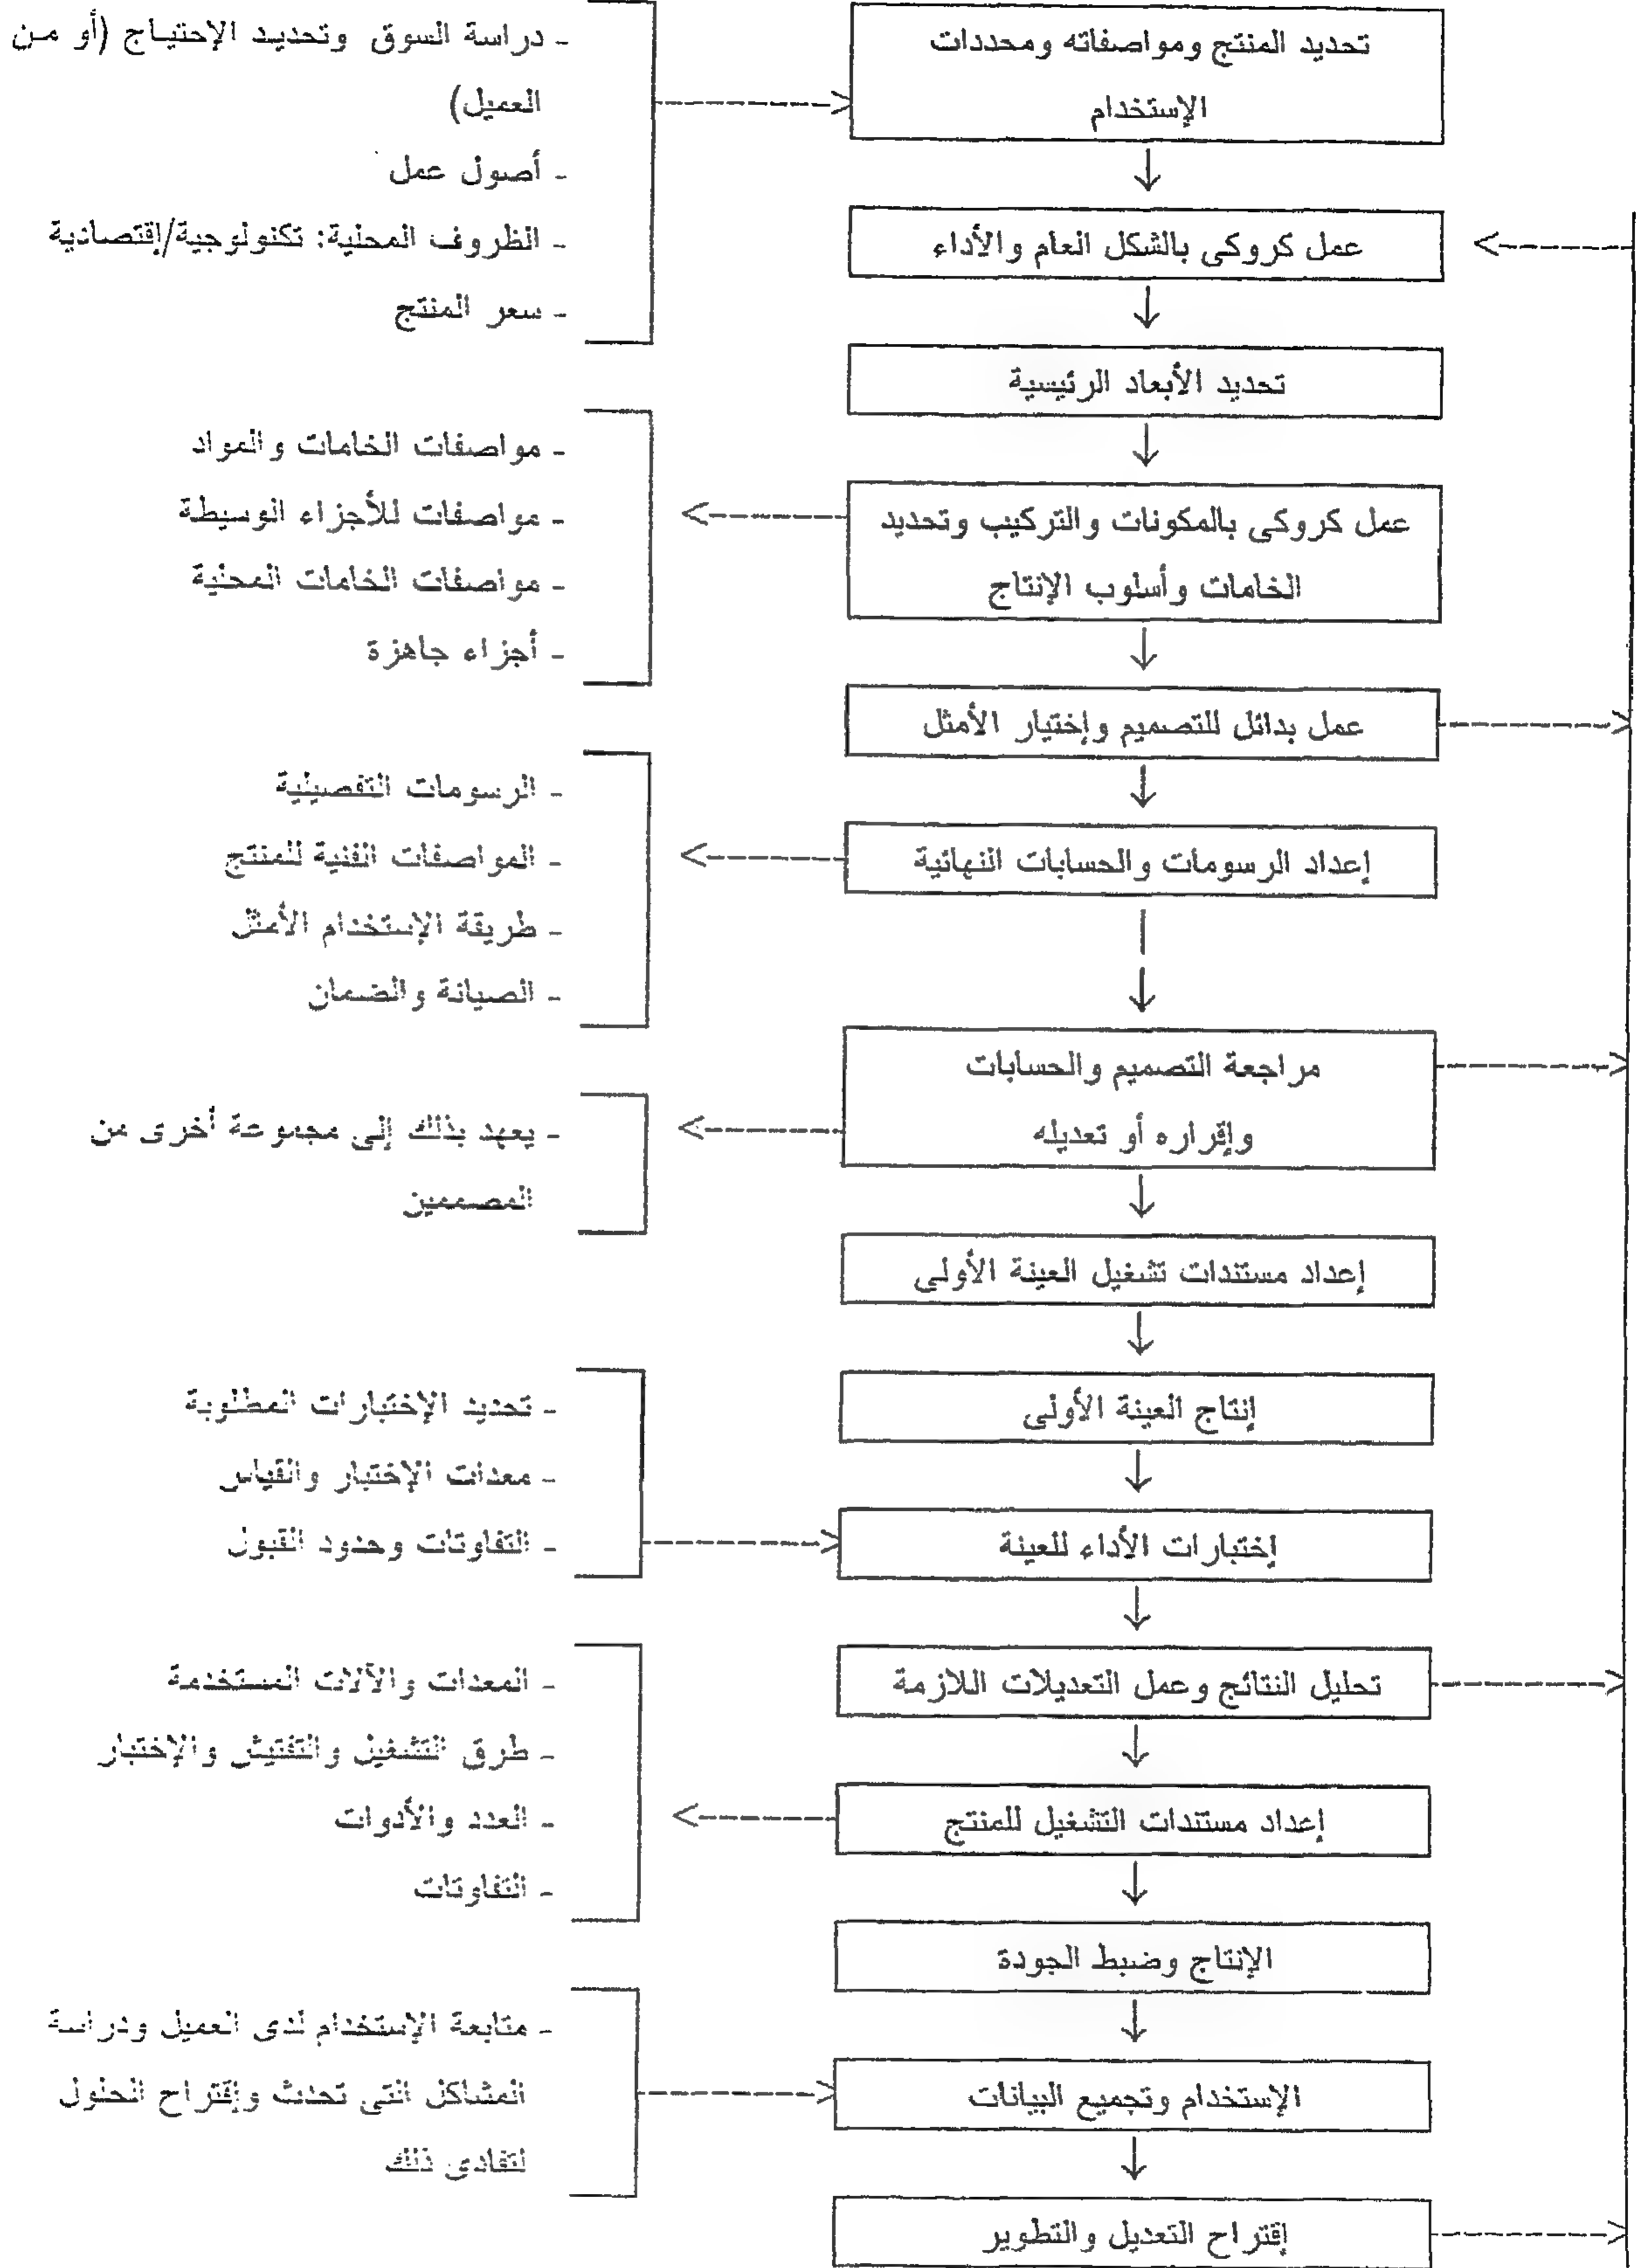 تحديد المنتج ومواصفاته ومحددات
الإستخدام
- دراسة السوق وتحديد الإحتياج (أو من
العميل)
- أصول عمل
- الظروف المحلية: تكنولوجية/إقتصادية
- سعر المنتج
عمل كروكى بالشكل العام والأداء
تحديد الأبعاد الرئيسية
عمل كروكى بالمكونات والتركيب وتحديد
الخامات وأسلوب الإنتاج
- مواصفات الخامات والمواد
- مواصفات للأجزاء الوسيطة
- مواصفات الخامات المحلية
- أجزاء جاهزة
عمل بدائل للتصميم وإختيار الأمثل
إعداد الرسومات والحسابات النهائية
- الرسومات التفصيلية
- المواصفات الفنية للمنتج
- طريقة الإستخدام الأمثل
- الصيانة والضمان
مراجعة التصميم والحسابات
وإقراره أو تعديله
- يعهد بذلك إلى مجموعة أخرى من
المصممين
إعداد مستندات تشغيل العينة الأولى
إنتاج العينة الأولى
إختبارات الأداء للعينة
- تحديد الإختبارات المطلوبة
- معدات الإختبار والقياس
- التفاوتات وحدود القبول
تحليل النتائج وعمل التعديلات اللازمة
إعداد مستندات التشغيل للمنتج
- المعدات والآلات المستخدمة
- طرق التشغيل والتفتيش والإختبار
- العدد والأدوات
- التفاوتات
الإنتاج وضبط الجودة
الإستخدام وتجميع البيانات
- متابعة الإستخدام لدى العميل ودراسة
المشاكل التى تحدث وإقتراح الحلول
لتفادى ذلك
إقتراح التعديل والتطوير